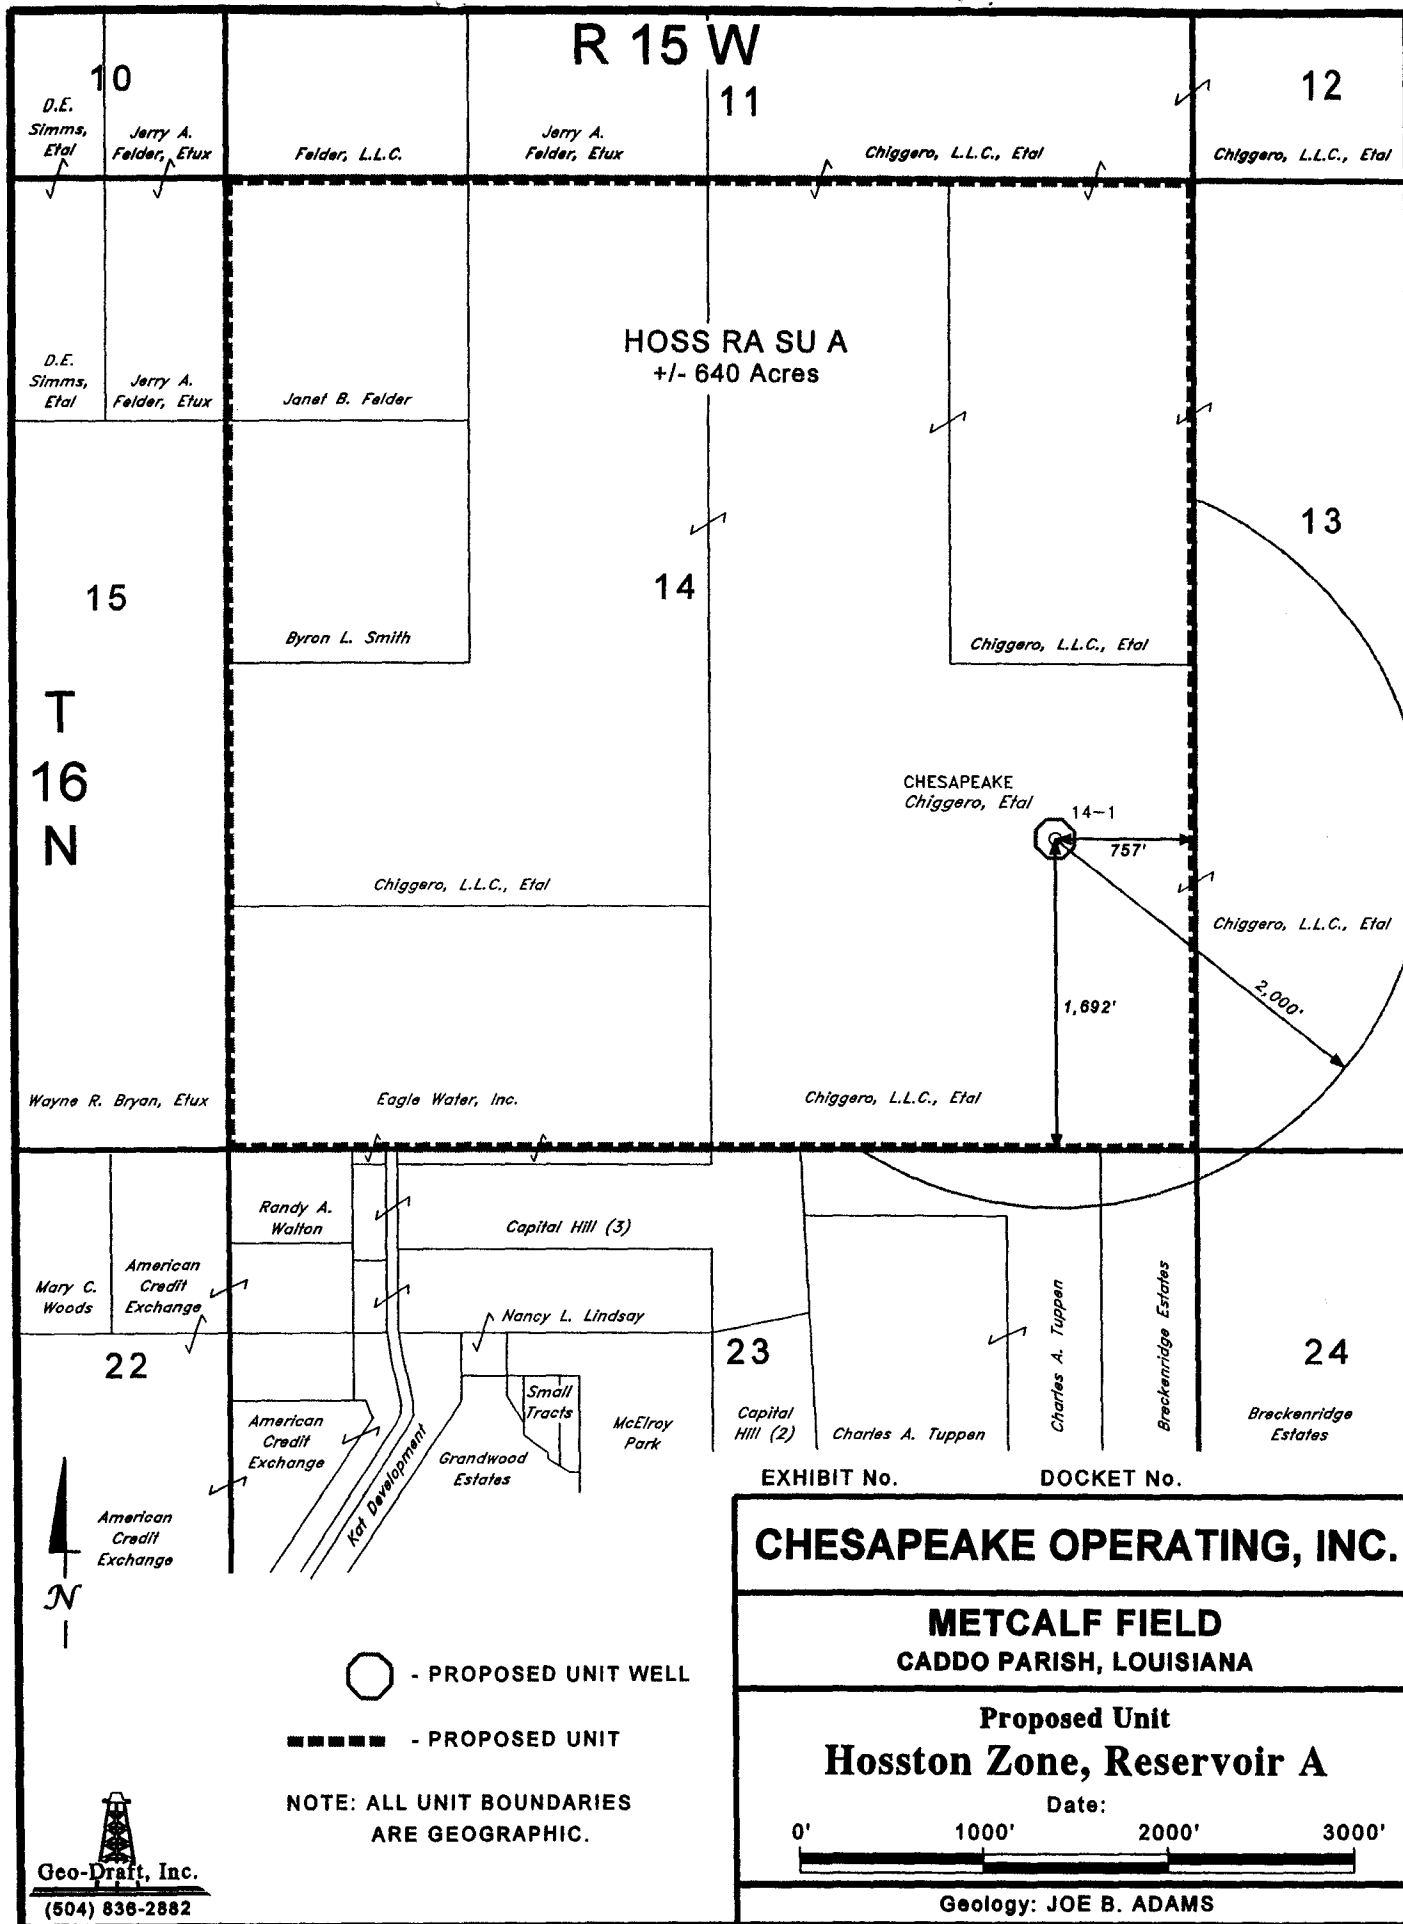 R 15 W
10
11
12
D.E.
Simms,
Etal
Jerry A.
Felder, Etux
Felder, L.L.C.
Jerry A.
Felder, Etux
Chiggero, L.L.C., Etal
Chiggero, L.L.C., Etal
HOSS RA SU A
+/- 640 Acres
D.E.
Simms,
Etal
Jerry A.
Felder, Etux
Janet B. Felder
13
15
14
Byron L. Smith
Chiggero, L.L.C., Etal
T
16
N
CHESAPEAKE
Chiggero, Etal
14-1
757'
Chiggero, L.L.C., Etal
Chiggero, L.L.C., Etal
2,000'
1,692'
Wayne R. Bryan, Etux
Eagle Water, Inc.
Chiggero, L.L.C., Etal
Randy A.
Walton
Capital Hill (3)
Mary C.
Woods
American
Credit
Exchange
Nancy L. Lindsay
Charles A. Tuppen
Breckenridge Estates
22
23
24
Small
Tracts
American
Credit
Exchange
Kat Development
Grandwood
Estates
McElroy
Park
Capital
Hill (2)
Charles A. Tuppen
Breckenridge
Estates
American
Credit
Exchange
N
EXHIBIT No.
DOCKET No.
CHESAPEAKE OPERATING, INC.
METCALF FIELD
CADDO PARISH, LOUISIANA
Proposed Unit
Hosston Zone, Reservoir A
Date:
0' 1000' 2000' 3000'
Geology: JOE B. ADAMS
- PROPOSED UNIT WELL
- PROPOSED UNIT
NOTE: ALL UNIT BOUNDARIES
ARE GEOGRAPHIC.
Geo-Draft, Inc.
(504) 836-2882